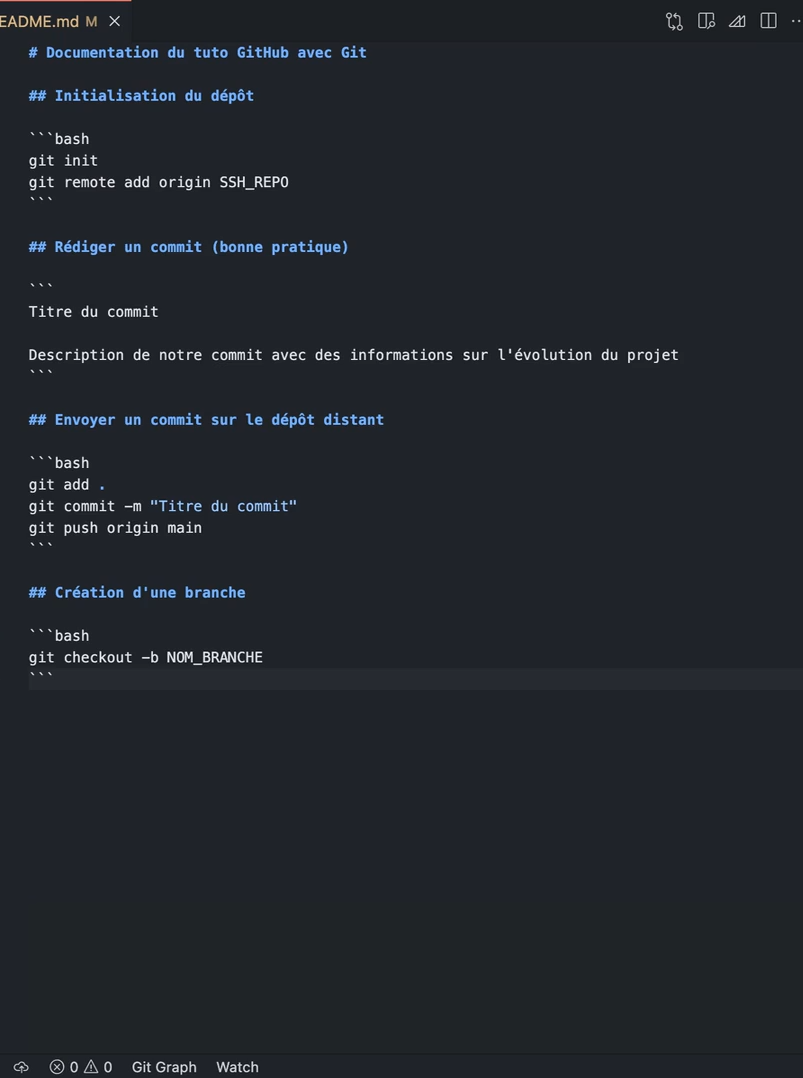 EADME.md M
# Documentation du tuto GitHub avec Git
## Initialisation du dépôt
```bash
git init
git remote add origin SSH_REPO
```
## Rédiger un commit (bonne pratique)
```
Titre du commit
Description de notre commit avec des informations sur l'évolution du projet
```
## Envoyer un commit sur le dépôt distant
```bash
git add .
git commit -m "Titre du commit"
git push origin main
```
## Création d'une branche
```bash
git checkout -b NOM_BRANCHE
```
0 0 Git Graph Watch